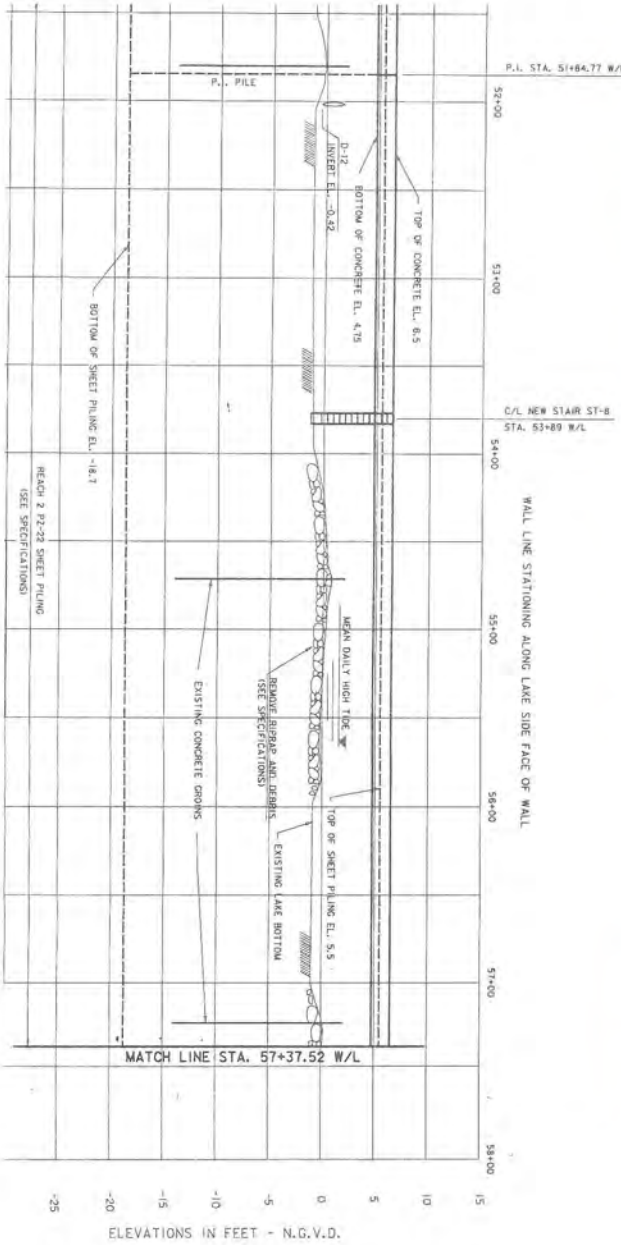 P.I. STA. 51+84.77 W/L
P.I. PILE
52+00
D-12
INVERT EL. -0.42
BOTTOM OF CONCRETE EL. 4.75
TOP OF CONCRETE EL. 6.5
53+00
BOTTOM OF SHEET PILING EL. -18.7
C/L NEW STAIR ST-8
STA. 53+89 W/L
54+00
WALL LINE STATIONING ALONG LAKE SIDE FACE OF WALL
REACH 2 PZ-22 SHEET PILING
(SEE SPECIFICATIONS)
55+00
MEAN DAILY HIGH TIDE
REMOVE RIPRAP AND DEBRIS
(SEE SPECIFICATIONS)
EXISTING CONCRETE GROINS
56+00
TOP OF SHEET PILING EL. 5.5
EXISTING LAKE BOTTOM
57+00
MATCH LINE STA. 57+37.52 W/L
58+00
-25
-20
-15
-10
-5
0
5
10
15
ELEVATIONS IN FEET - N.G.V.D.